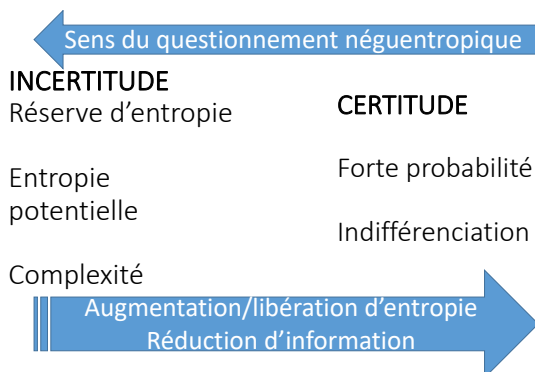 Sens du questionnement néguentropique
INCERTITUDE
Réserve d'entropie
Entropie
potentielle
Complexité
CERTITUDE
Forte probabilité
Indifférenciation
Augmentation/libération d'entropie
Réduction d'information